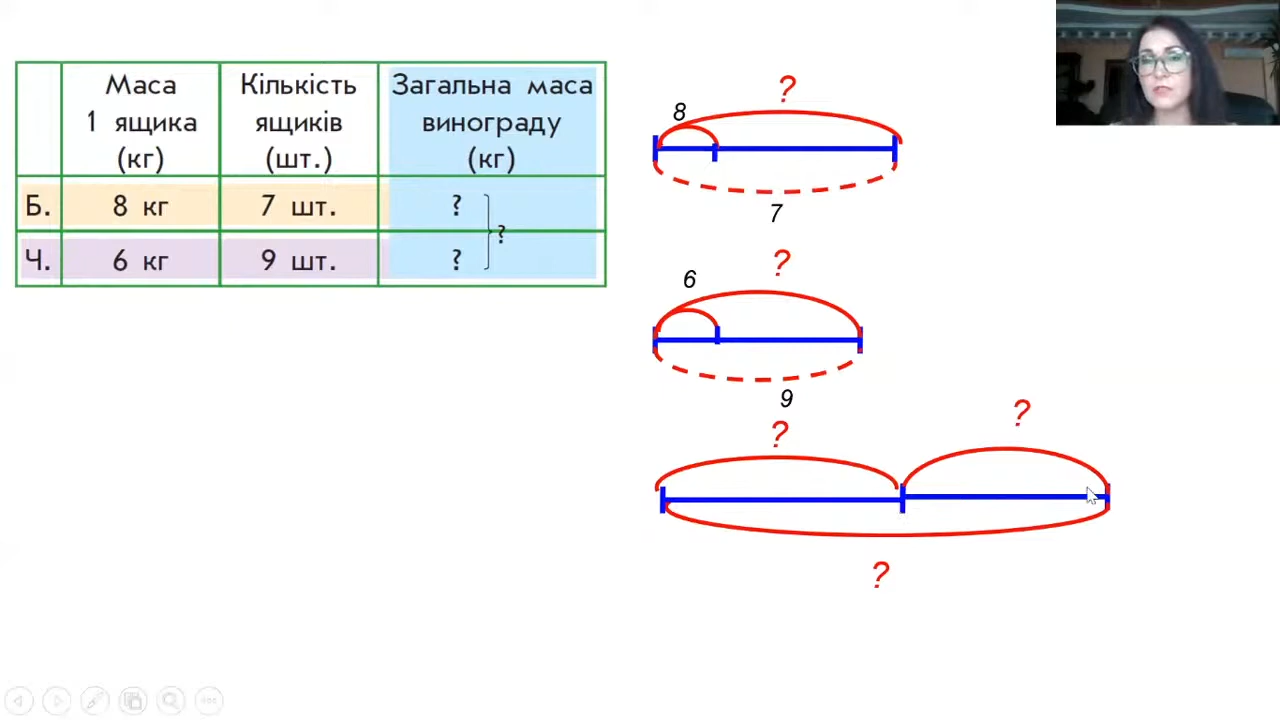 Маса 1 ящика (кг)
Кількість ящиків (шт.)
Загальна маса винограду (кг)
Б. 8 кг 7 шт. ?
?
Ч. 6 кг 9 шт. ?
?
8
7
?
6
9
?
?
?